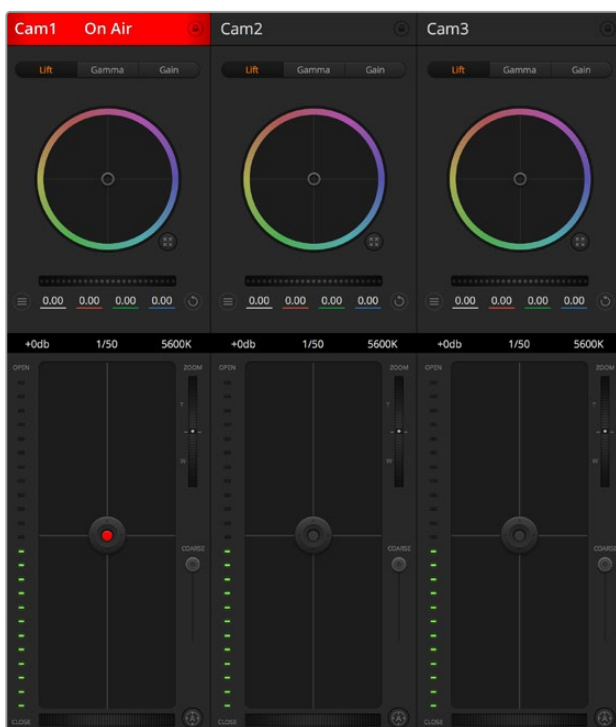 Cam1 On Air Cam2 Cam3
Lift Gamma Gain Lift Gamma Gain Lift Gamma Gain
0.00 0.00 0.00 0.00 0.00 0.00 0.00 0.00 0.00 0.00 0.00 0.00
+0db 1/50 5600K +0db 1/50 5600K +0db 1/50 5600K
OPEN ZOOM OPEN ZOOM OPEN ZOOM
T T T
W W W
COARSE COARSE COARSE
CLOSE A CLOSE A CLOSE A